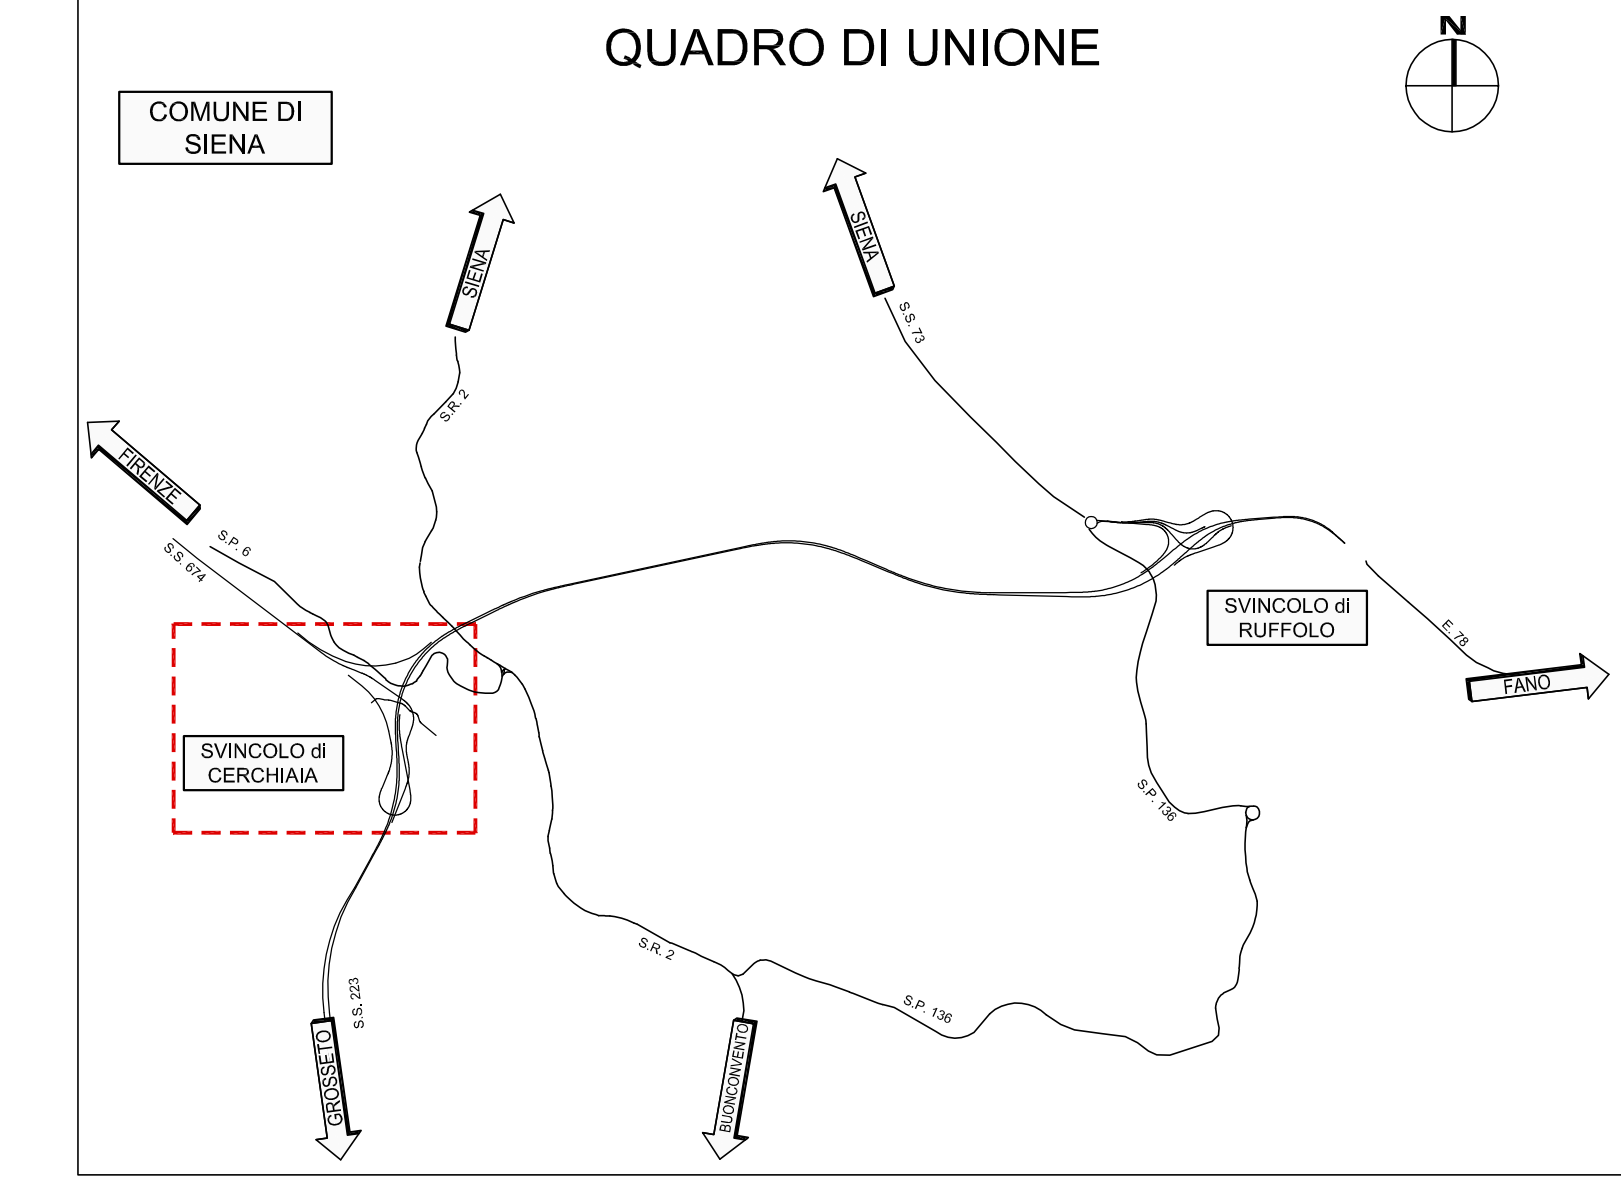 QUADRO DI UNIONE
N
COMUNE DI
SIENA
SIENA
SIENA
S.S. 73
S.R. 2
FIRENZE
S.P. 6
S.S. 674
SVINCOLO di
RUFFOLO
E. 78
FANO
SVINCOLO di
CERCHIAIA
S.P. 136
S.R. 2
S.P. 136
S.S. 223
GROSSETO
BUONCONVENTO